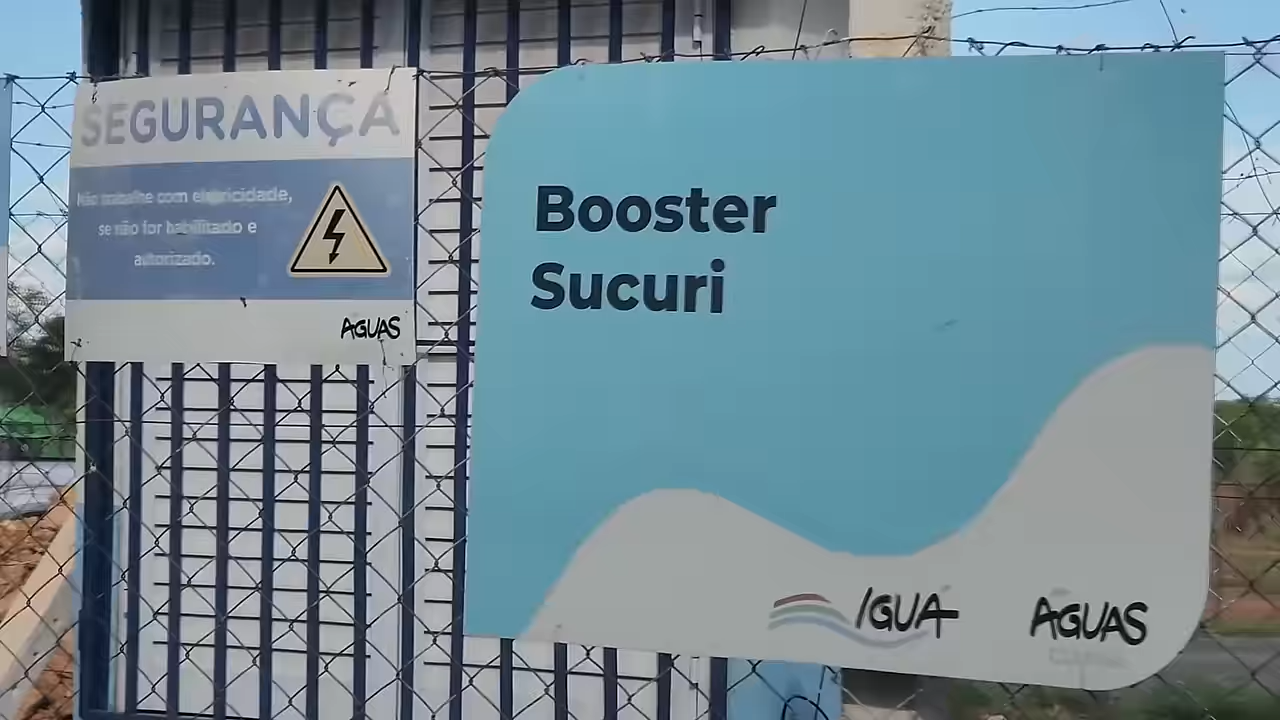 SEGURANÇA
Não trabalhe com eletricidade,
se não for habilitado e
autorizado.
AGUAS
Booster
Sucuri
IGUA
AGUAS